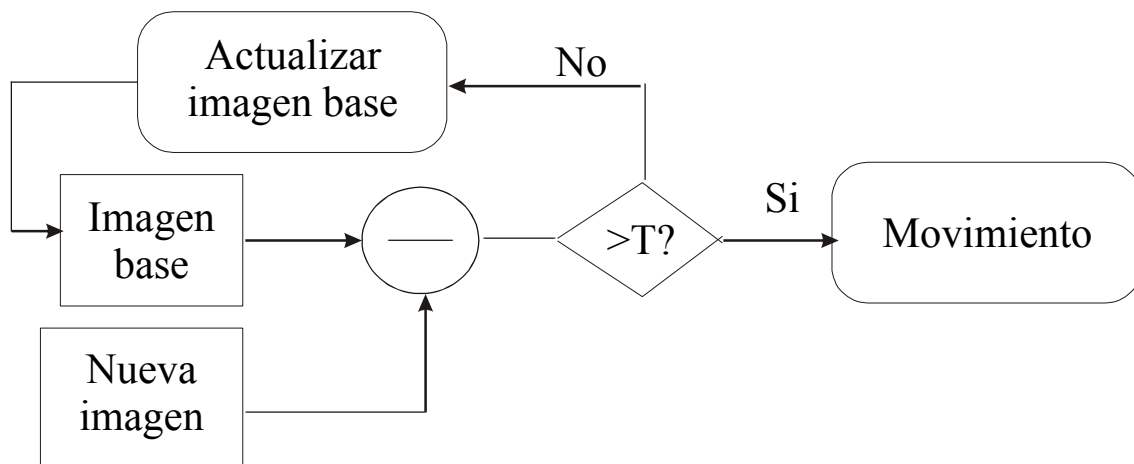 Actualizar
imagen base
No
Imagen
base
>T?
Si
Movimiento
Nueva
imagen